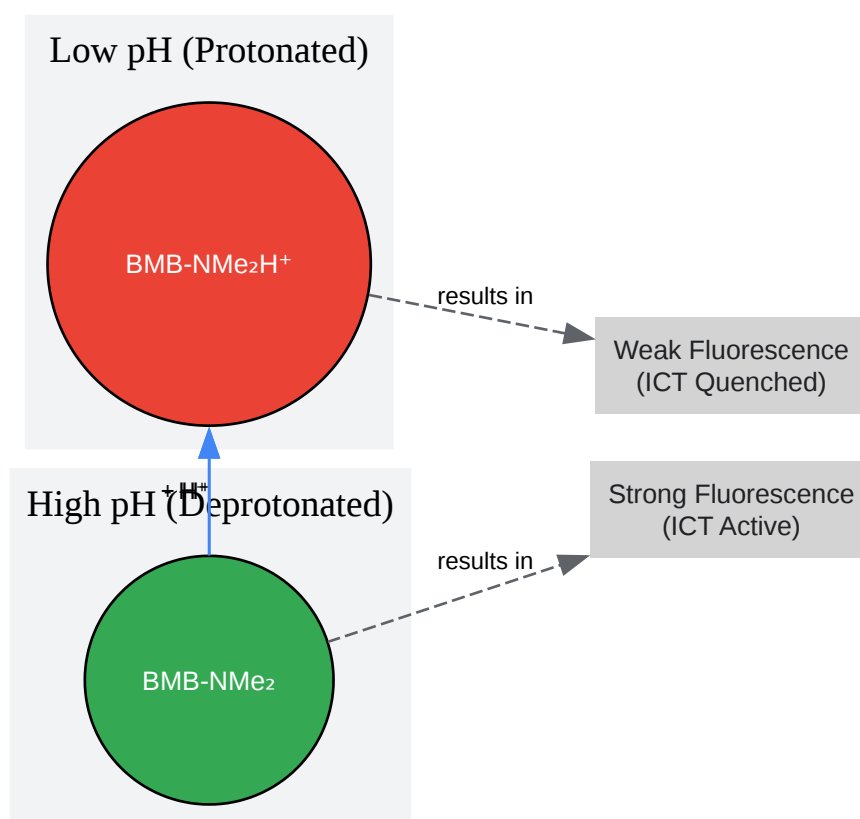 Low pH (Protonated)
BMB-NMe₂H⁺
results in
Weak Fluorescence
(ICT Quenched)
High pH (Deprotonated)
Strong Fluorescence
(ICT Active)
results in
BMB-NMe₂